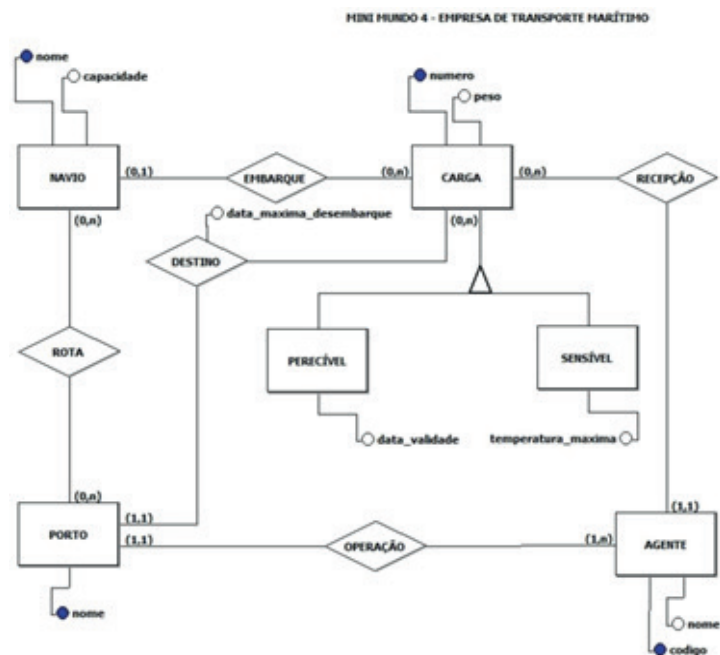 MINI MUNDO 4 - EMPRESA DE TRANSPORTE MARÍTIMO
nome
capacidade
numero
peso
NAVIO
(0,1)
EMBARQUE
(0,n)
CARGA
(0,n)
RECEPÇÃO
(0,n)
(0,n)
data_maxima_desembarque
DESTINO
ROTA
PERECÍVEL
SENSÍVEL
data_validade
temperatura_maxima
(0,n)
(1,1)
(1,1)
PORTO
(1,1)
OPERAÇÃO
(1,n)
AGENTE
nome
nome
codigo